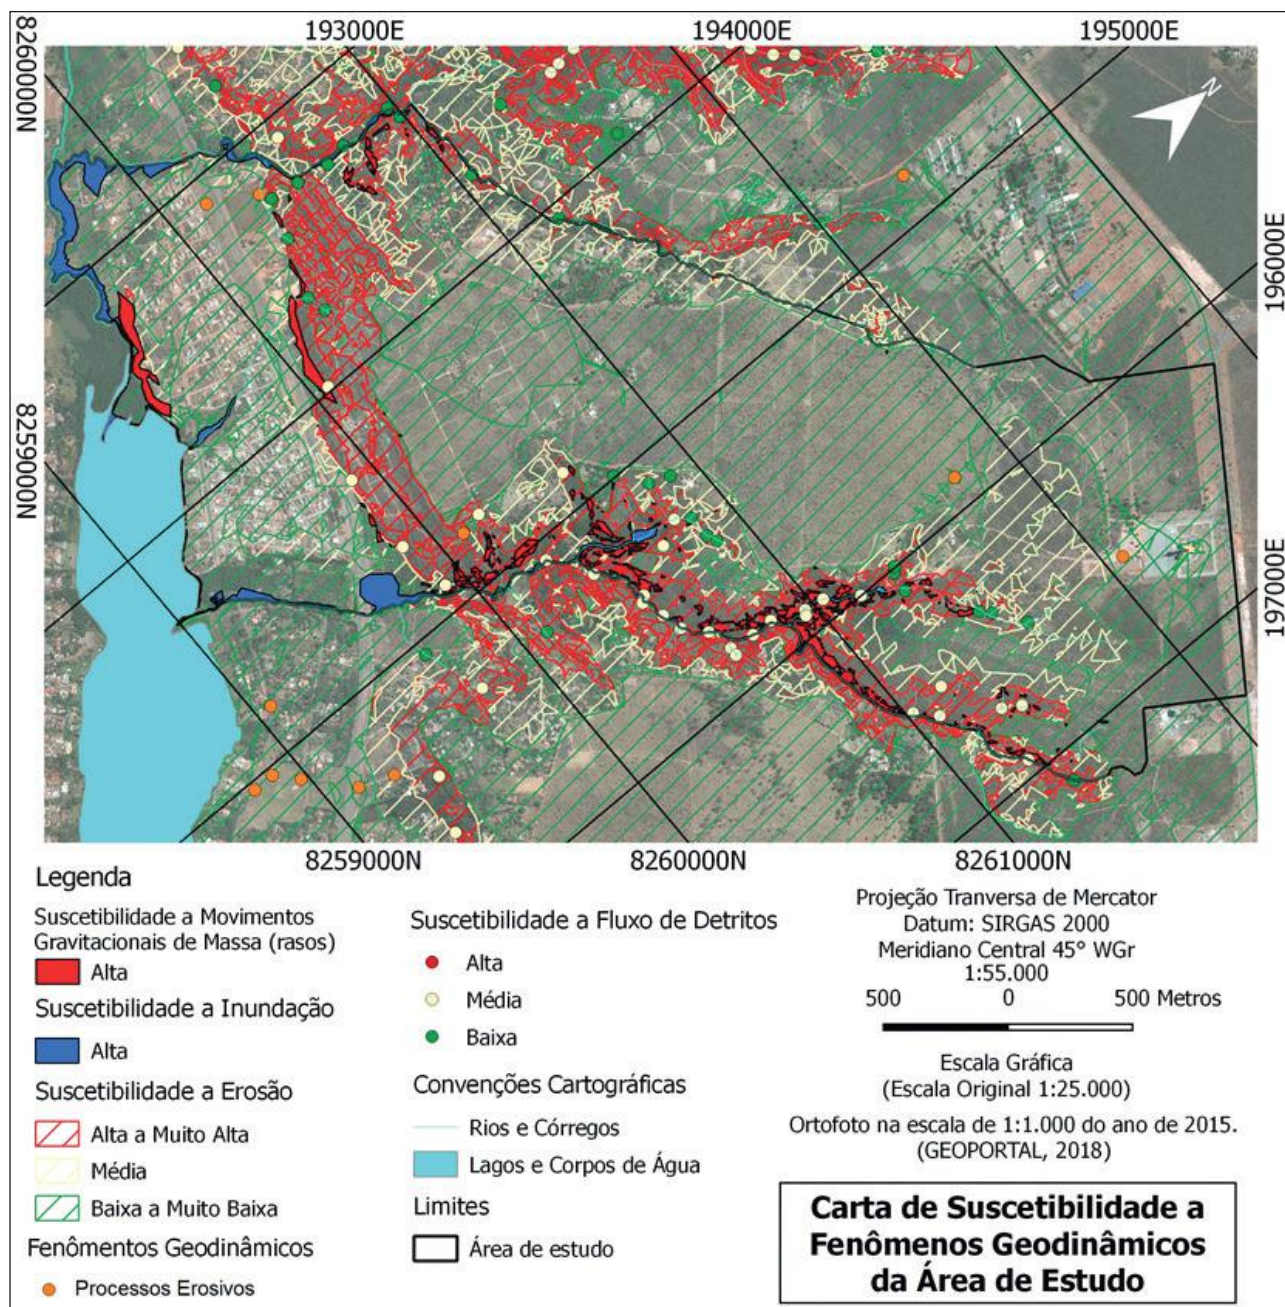 193000E
194000E
195000E
8260000N
N
196000E
8259000N
197000E
8259000N
8260000N
8261000N
Legenda
Suscetibilidade a Movimentos
Gravitacionais de Massa (rasos)
Alta
Suscetibilidade a Inundação
Alta
Suscetibilidade a Erosão
Alta a Muito Alta
Média
Baixa a Muito Baixa
Fenômentos Geodinâmicos
Processos Erosivos
Suscetibilidade a Fluxo de Detritos
Alta
Média
Baixa
Convenções Cartográficas
Rios e Córregos
Lagos e Corpos de Água
Limites
Área de estudo
Projeção Tranversa de Mercator
Datum: SIRGAS 2000
Meridiano Central 45° WGr
1:55.000
500 0 500 Metros
Escala Gráfica
(Escala Original 1:25.000)
Ortofoto na escala de 1:1.000 do ano de 2015.
(GEOPORTAL, 2018)
Carta de Suscetibilidade a
Fenômenos Geodinâmicos
da Área de Estudo